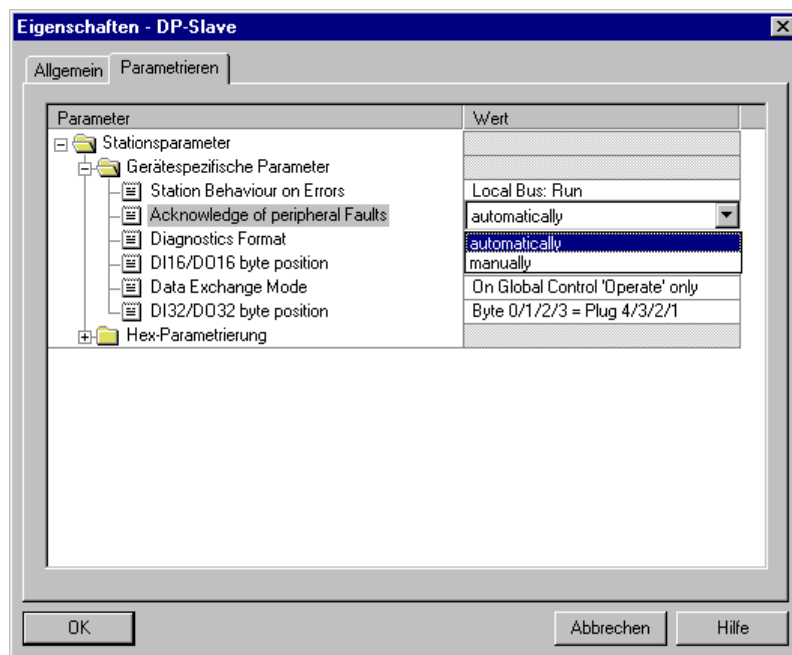 Eigenschaften - DP-Slave
Allgemein Parametrieren
Parameter Wert
Stationsparameter
Gerätespezifische Parameter
Station Behaviour on Errors Local Bus: Run
Acknowledge of peripheral Faults automatically
Diagnostics Format automatically
DI16/DO16 byte position manually
Data Exchange Mode On Global Control 'Operate' only
DI32/DO32 byte position Byte 0/1/2/3 = Plug 4/3/2/1
Hex-Parametrierung
OK Abbrechen Hilfe